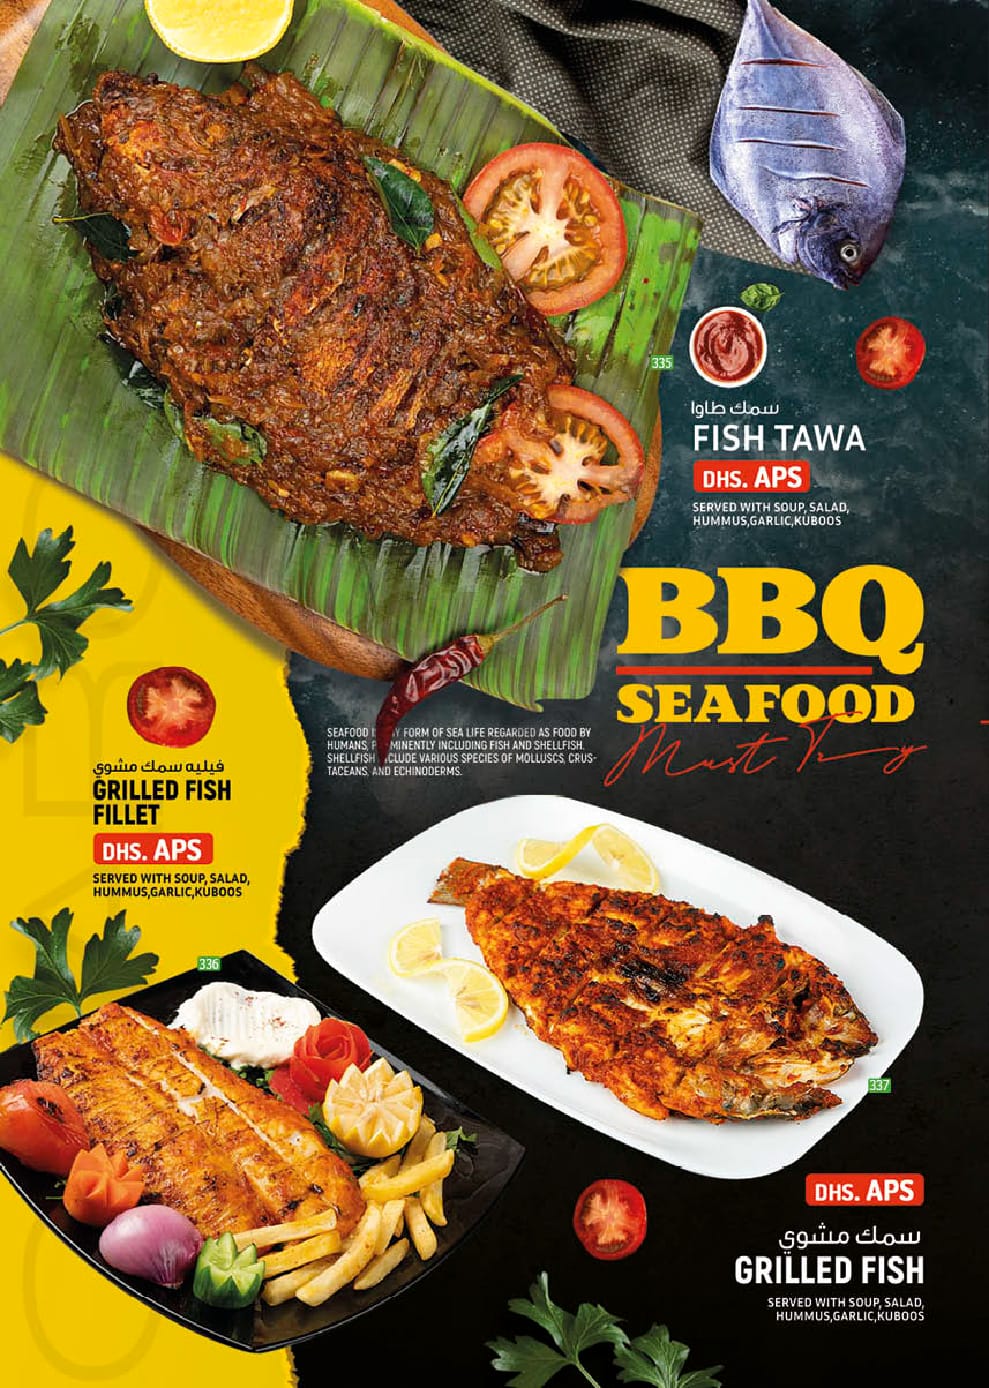 335
سمك طاوا
FISH TAWA
DHS. APS
SERVED WITH SOUP, SALAD,
HUMMUS,GARLIC,KUBOOS
BBQ
SEAFOOD
Must Try
SEAFOOD FORM OF SEA LIFE REGARDED AS FOOD BY
HUMANS, MINENTLY INCLUDING FISH AND SHELLFISH.
SHELLFISH CLUDE VARIOUS SPECIES OF MOLLUSCS, CRUS-
TACEANS, AND ECHINODERMS.
فيليه سمك مشوي
GRILLED FISH
FILLET
DHS. APS
SERVED WITH SOUP, SALAD,
HUMMUS,GARLIC,KUBOOS
336
337
DHS. APS
سمك مشوي
GRILLED FISH
SERVED WITH SOUP, SALAD,
HUMMUS,GARLIC,KUBOOS